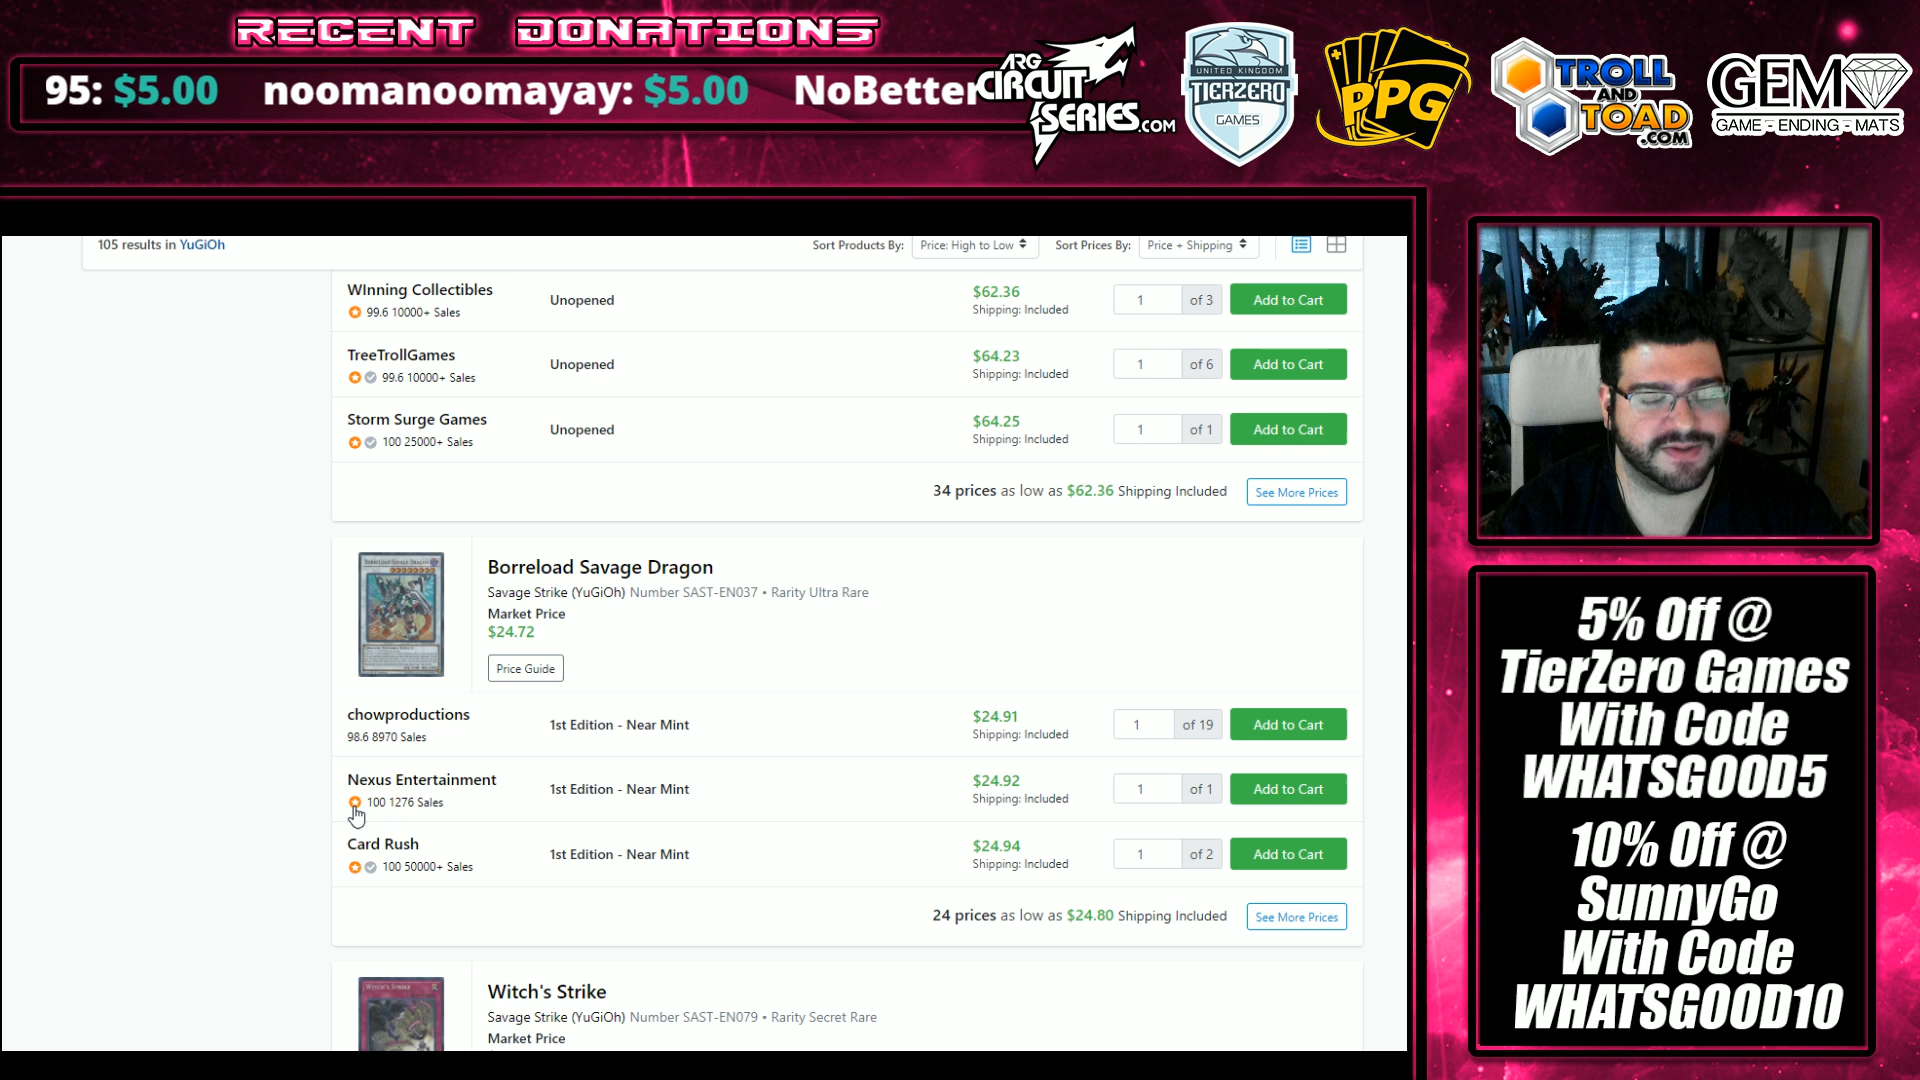 RECENT DONATIONS
95: $5.00 noomanoomayay: $5.00 NoBetter
ARG
CIRCUIT
SERIES.COM
UNITED KINGDOM
TIERZERO
GAMES
PPG
TROLL
AND
TOAD
.COM
GEM
GAME - ENDING - MATS
105 results in YuGiOh
Sort Products By: Price: High to Low Sort Prices By: Price + Shipping
WInning Collectibles
99.6 10000+ Sales
Unopened
$62.36
Shipping: Included
1 of 3 Add to Cart
TreeTrollGames
99.6 10000+ Sales
Unopened
$64.23
Shipping: Included
1 of 6 Add to Cart
Storm Surge Games
100 25000+ Sales
Unopened
$64.25
Shipping: Included
1 of 1 Add to Cart
34 prices as low as $62.36 Shipping Included See More Prices
Borreload Savage Dragon
Savage Strike (YuGiOh) Number SAST-EN037 • Rarity Ultra Rare
Market Price
$24.72
Price Guide
chowproductions
98.6 8970 Sales
1st Edition - Near Mint
$24.91
Shipping: Included
1 of 19 Add to Cart
Nexus Entertainment
100 1276 Sales
1st Edition - Near Mint
$24.92
Shipping: Included
1 of 1 Add to Cart
Card Rush
100 50000+ Sales
1st Edition - Near Mint
$24.94
Shipping: Included
1 of 2 Add to Cart
24 prices as low as $24.80 Shipping Included See More Prices
Witch's Strike
Witch's Strike
Savage Strike (YuGiOh) Number SAST-EN079 • Rarity Secret Rare
Market Price
5% Off @
TierZero Games
With Code
WHATSGOOD5
10% Off @
SunnyGo
With Code
WHATSGOOD10